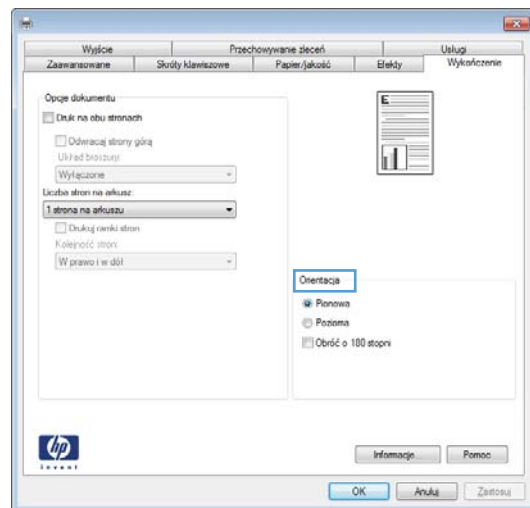 Wyjście
Przechowywanie zleceń
Usługi
Zaawansowane
Skróty klawiszowe
Papier/jakość
Efekty
Wykończenie
Opcje dokumentu
Druk na obu stronach
Odwracaj strony górą
Układ broszury:
Wyłączone
Liczba stron na arkusz:
1 strona na arkuszu
Drukuj ramki stron
Kolejność stron:
W prawo i w dół
E
Orientacja
Pionowa
Pozioma
Obróć o 180 stopni
hp
invent
Informacje...
Pomoc
OK
Anuluj
Zastosuj